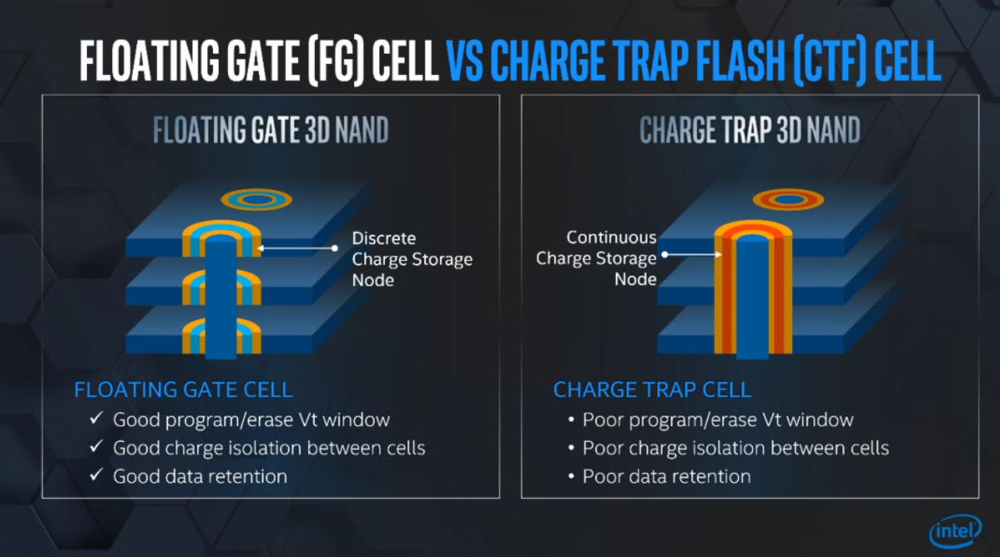 FLOATING GATE (FG) CELL VS CHARGE TRAP FLASH (CTF) CELL
FLOATING GATE 3D NAND
Discrete
Charge Storage
Node
FLOATING GATE CELL
✓ Good program/erase Vt window
✓ Good charge isolation between cells
✓ Good data retention
CHARGE TRAP 3D NAND
Continuous
Charge Storage
Node
CHARGE TRAP CELL
• Poor program/erase Vt window
• Poor charge isolation between cells
• Poor data retention
intel